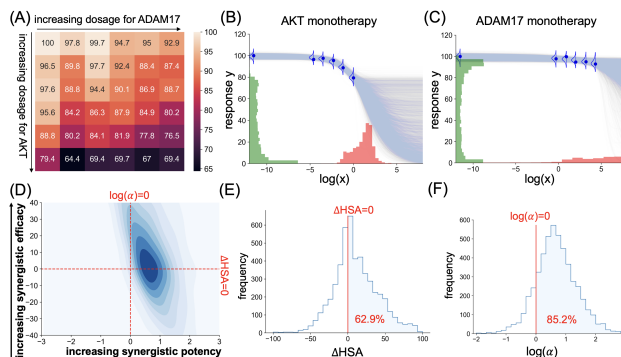 (A) increasing dosage for ADAM17
increasing dosage for AKT
100 97.8 99.7 94.7 95 92.9
96.5 89.8 97.7 92.4 88.4 87.4
97.6 88.8 94.4 90.1 86.9 88.7
95.6 84.2 86.3 87.9 84.9 80.2
88.8 80.2 84.1 81.9 77.8 76.5
79.4 64.4 69.4 69.7 67 69.4
100
95
90
85
80
75
70
65
(B) AKT monotherapy
response y
120
100
80
60
40
20
0
−10 −5 0 5
log(x)
(C) ADAM17 monotherapy
response y
120
100
80
60
40
20
0
−10 −5 0 5
log(x)
(D) log(α)=0
increasing synergistic efficacy
40
30
20
10
0
−10
−20
−30
−40
−3 −2 −1 0 1 2 3
increasing synergistic potency
ΔHSA=0
(E) ΔHSA=0
frequency
600
500
400
300
200
100
0
62.9%
−100 −50 0 50 100
ΔHSA
(F) log(α)=0
frequency
500
400
300
200
100
0
85.2%
−2 −1 0 1 2
log(α)